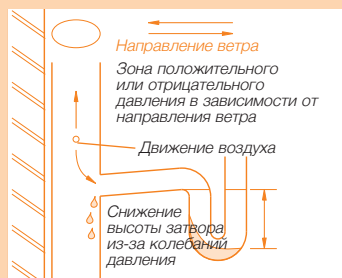 Направление ветра
Зона положительного
или отрицательного
давления в зависимости от
направления ветра
Движение воздуха
Снижение
высоты затвора
из-за колебаний
давления